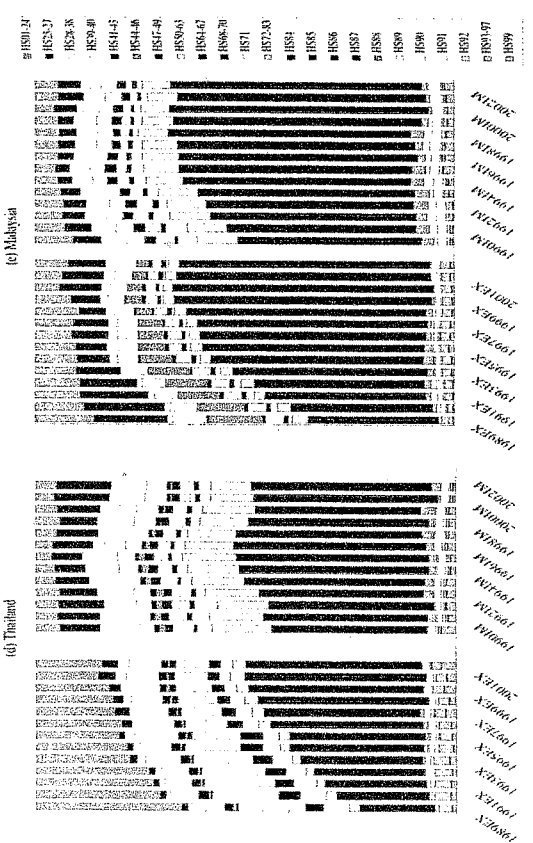 (c) Malaysia
(d) Thailand
HS01-24
HS25-27
HS28-38
HS39-40
HS41-43
HS44-46
HS47-49
HS50-63
HS64-67
HS68-70
HS71
HS72-83
HS84
HS85
HS86
HS87
HS88
HS89
HS90
HS91
HS92
HS93-97
HS99
2002IM
2000IM
1998IM
1996IM
1994IM
1992IM
1990IM
2001EX
1999EX
1997EX
1995EX
1993EX
1991EX
1989EX
2002IM
2000IM
1998IM
1996IM
1994IM
1992IM
1990IM
2001EX
1999EX
1997EX
1995EX
1993EX
1991EX
1989EX